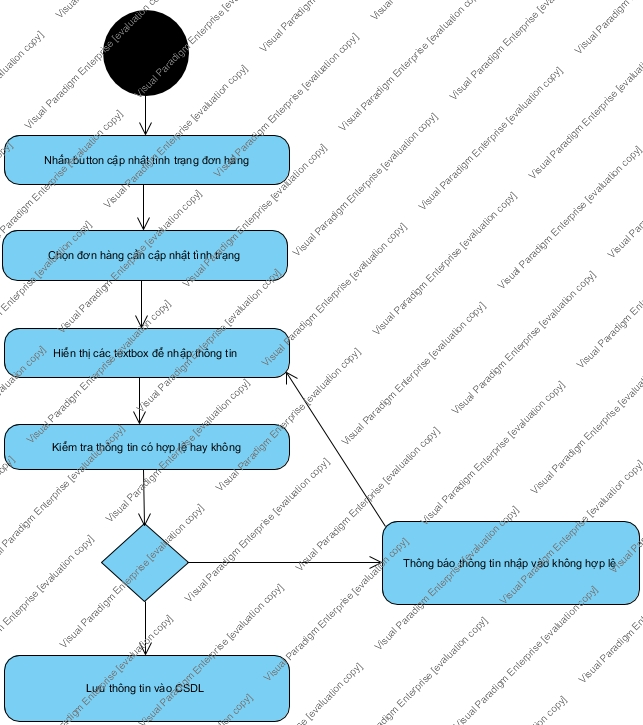 Nhấn button cập nhật tình trạng đơn hàng
Chọn đơn hàng cần cập nhật tình trạng
Hiển thị các textbox để nhập thông tin
Kiểm tra thông tin có hợp lệ hay không
Thông báo thông tin nhập vào không hợp lệ
Lưu thông tin vào CSDL
Visual Paradigm Enterprise [evaluation copy]